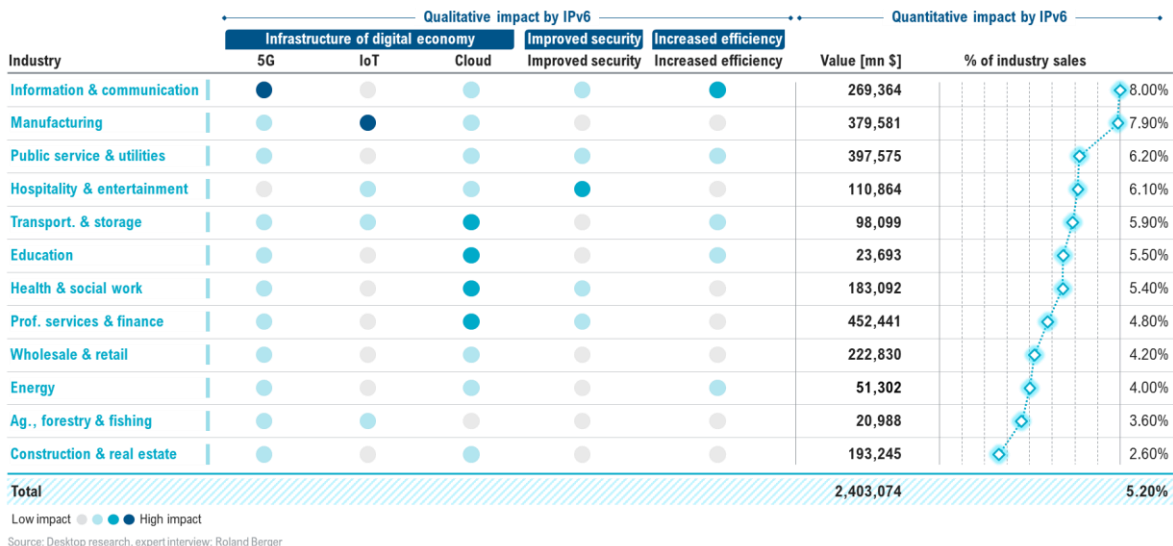 Qualitative impact by IPv6 Quantitative impact by IPv6
Infrastructure of digital economy Improved security Increased efficiency
Industry 5G IoT Cloud Improved security Increased efficiency Value [mn $] % of industry sales
Information & communication 269,364 8.00%
Manufacturing 379,581 7.90%
Public service & utilities 397,575 6.20%
Hospitality & entertainment 110,864 6.10%
Transport. & storage 98,099 5.90%
Education 23,693 5.50%
Health & social work 183,092 5.40%
Prof. services & finance 452,441 4.80%
Wholesale & retail 222,830 4.20%
Energy 51,302 4.00%
Ag., forestry & fishing 20,988 3.60%
Construction & real estate 193,245 2.60%
Total 2,403,074 5.20%
Low impact High impact
Source: Desktop research, expert interview; Roland Berger